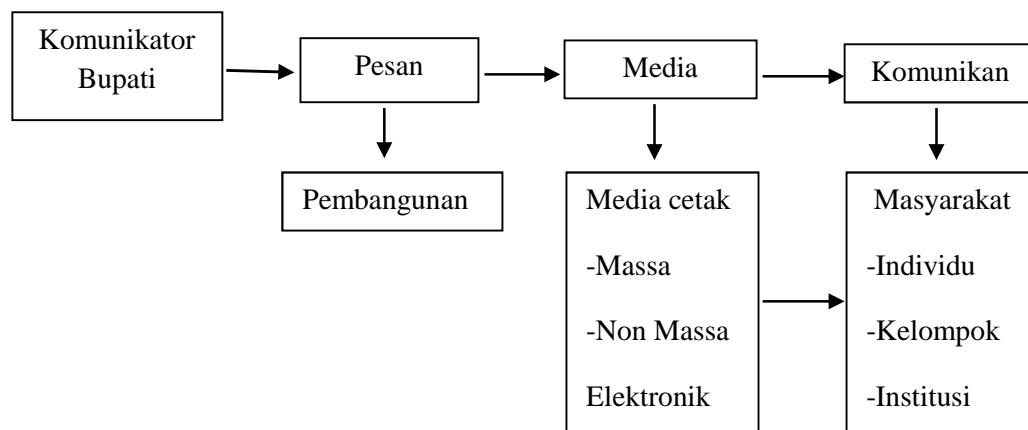 Komunikator
Bupati
Pesan
Media
Komunikan
Pembangunan
Media cetak
-Massa
-Non Massa
Elektronik
Masyarakat
-Individu
-Kelompok
-Institusi